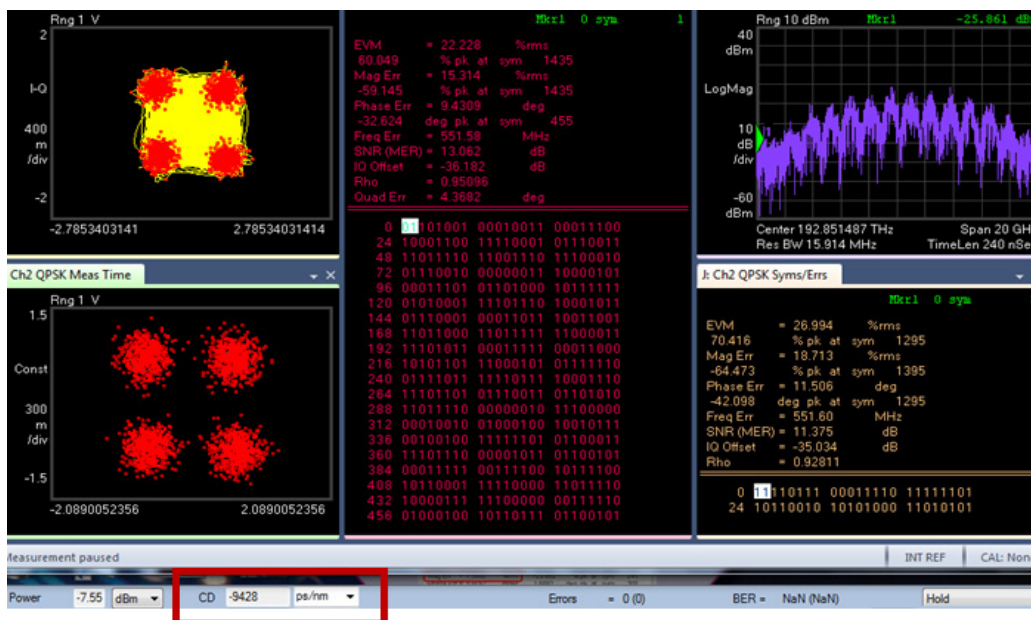 Rng 1 V
2
I-Q
400
m
/div
-2
-2.7853403141 2.7853403141
Mkr1 0 sym 1
EVM = 22.228 %rms
60.049 % pk at sym 1435
Mag Err = 15.314 %rms
-59.145 % pk at sym 1435
Phase Err = 9.4309 deg
-32.624 deg pk at sym 455
Freq Err = 551.58 MHz
SNR (MER) = 13.062 dB
IQ Offset = -36.182 dB
Rho = 0.95096
Quad Err = 4.3682 deg
0 01101001 00010011 00011100
24 10001100 11110001 01110011
48 11011110 11001110 11100010
72 01110010 00000011 10000101
96 00011101 01101000 10111111
120 01010001 11101110 10001011
144 01110001 00011011 10011001
168 11011000 11011111 11000011
192 11101011 00011111 00011000
216 10101101 11000101 01111110
240 01111011 11110111 10001110
264 11101101 01110011 01101010
288 11011110 00000010 11100000
312 00010010 01000100 10010111
336 00100100 11111101 01100011
360 11101110 00001011 01100101
384 00011111 00111100 10111100
408 10110001 11110000 11011110
432 10000111 11100000 00111110
456 01000100 10110111 01100101
Rng 10 dBm Mkr1 -25.861
40
dBm
LogMag
10
dB
/div
-60
dBm
Center 192.851487 THz Span 20 GH
Res BW 15.914 MHz TimeLen 240 nSe
Ch2 QPSK Meas Time
Rng 1 V
1.5
Const
300
m
/div
-1.5
-2.0890052356 2.0890052356
J: Ch2 QPSK Syms/Errs
Mkr1 0 sym
EVM = 26.994 %rms
70.416 % pk at sym 1295
Mag Err = 18.713 %rms
-64.473 % pk at sym 1395
Phase Err = 11.506 deg
-42.098 deg pk at sym 1295
Freq Err = 551.60 MHz
SNR (MER) = 11.375 dB
IQ Offset = -35.034 dB
Rho = 0.92811
0 11110111 00011110 11111101
24 10110010 10101000 11010101
Measurement paused INT REF CAL: Non
Power -7.55 dBm CD -9428 ps/nm Errors = 0 (0) BER = NaN (NaN) Hold